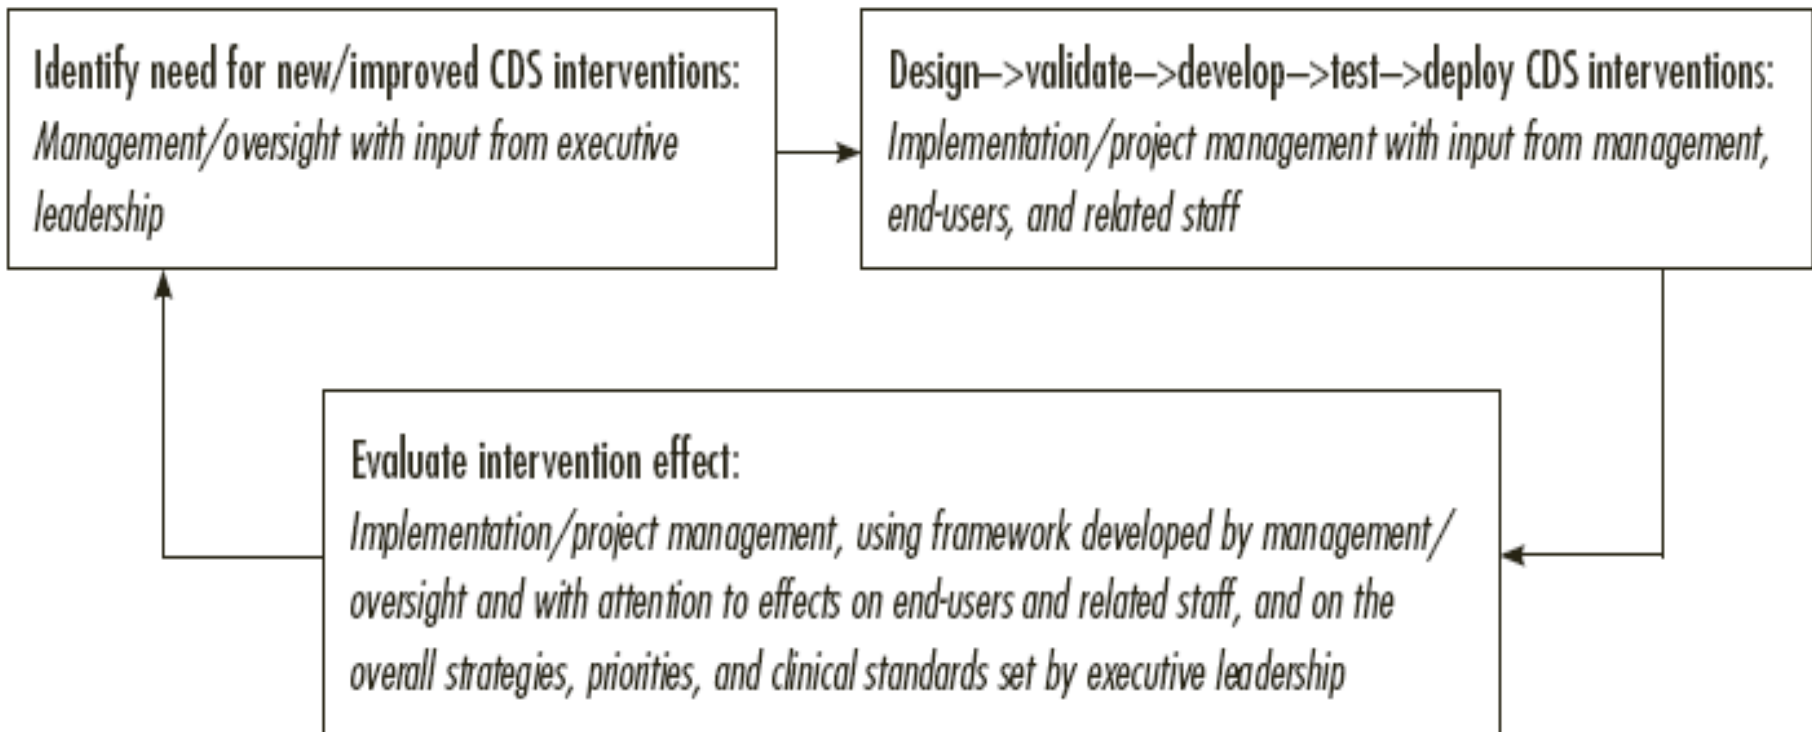 Identify need for new/improved CDS interventions:
Management/oversight with input from executive
leadership
Design–>validate–>develop–>test–>deploy CDS interventions:
Implementation/project management with input from management,
end-users, and related staff
Evaluate intervention effect:
Implementation/project management, using framework developed by management/
oversight and with attention to effects on end-users and related staff, and on the
overall strategies, priorities, and clinical standards set by executive leadership